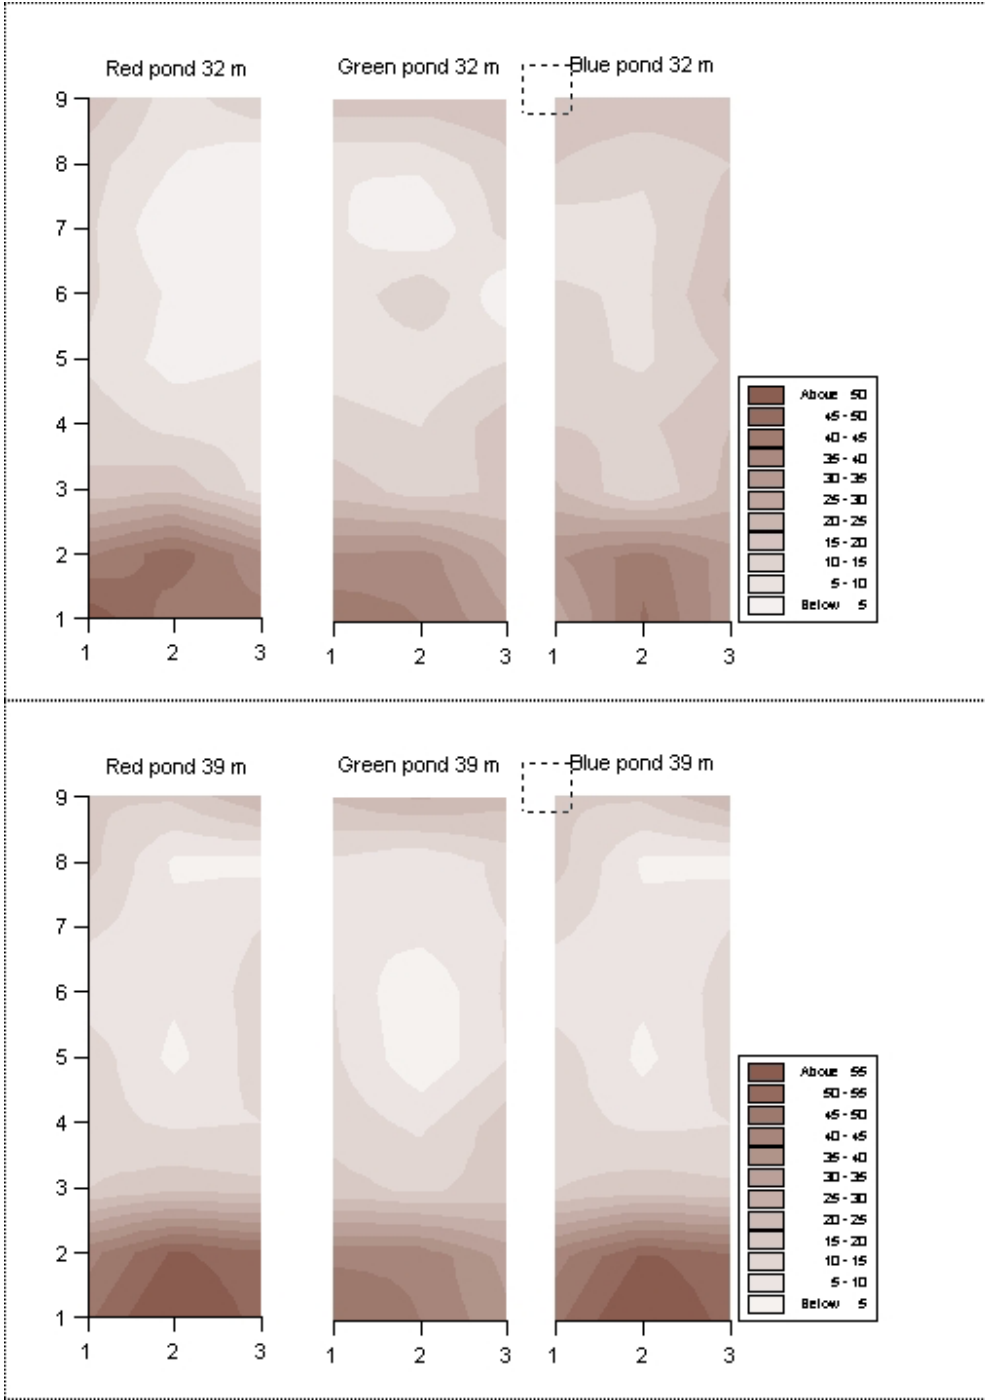 Red pond 32 m
Green pond 32 m
Blue pond 32 m
9
8
7
6
5
4
3
2
1
1 2 3
1 2 3
1 2 3
Above 50
45 - 50
40 - 45
35 - 40
30 - 35
25 - 30
20 - 25
15 - 20
10 - 15
5 - 10
Below 5
Red pond 39 m
Green pond 39 m
Blue pond 39 m
9
8
7
6
5
4
3
2
1
1 2 3
1 2 3
1 2 3
Above 55
50 - 55
45 - 50
40 - 45
35 - 40
30 - 35
25 - 30
20 - 25
15 - 20
10 - 15
5 - 10
Below 5